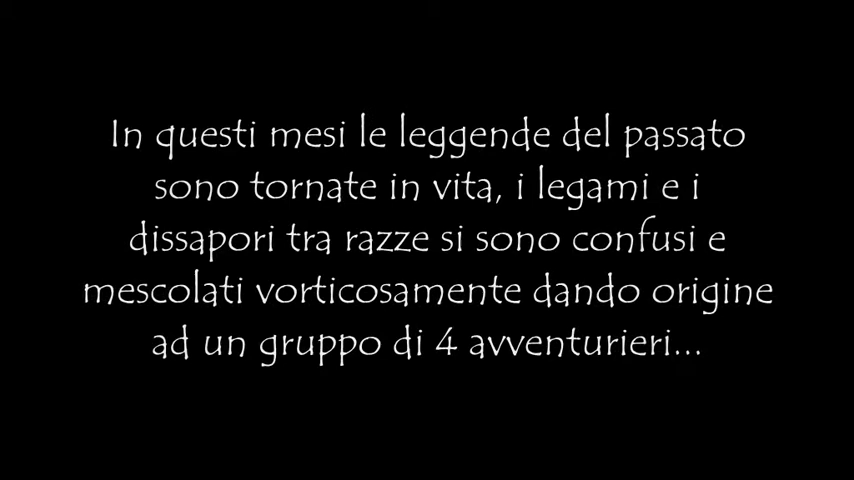 In questi mesi le leggende del passato
sono tornate in vita, i legami e i
dissapori tra razze si sono confusi e
mescolati vorticosamente dando origine
ad un gruppo di 4 avventurieri...